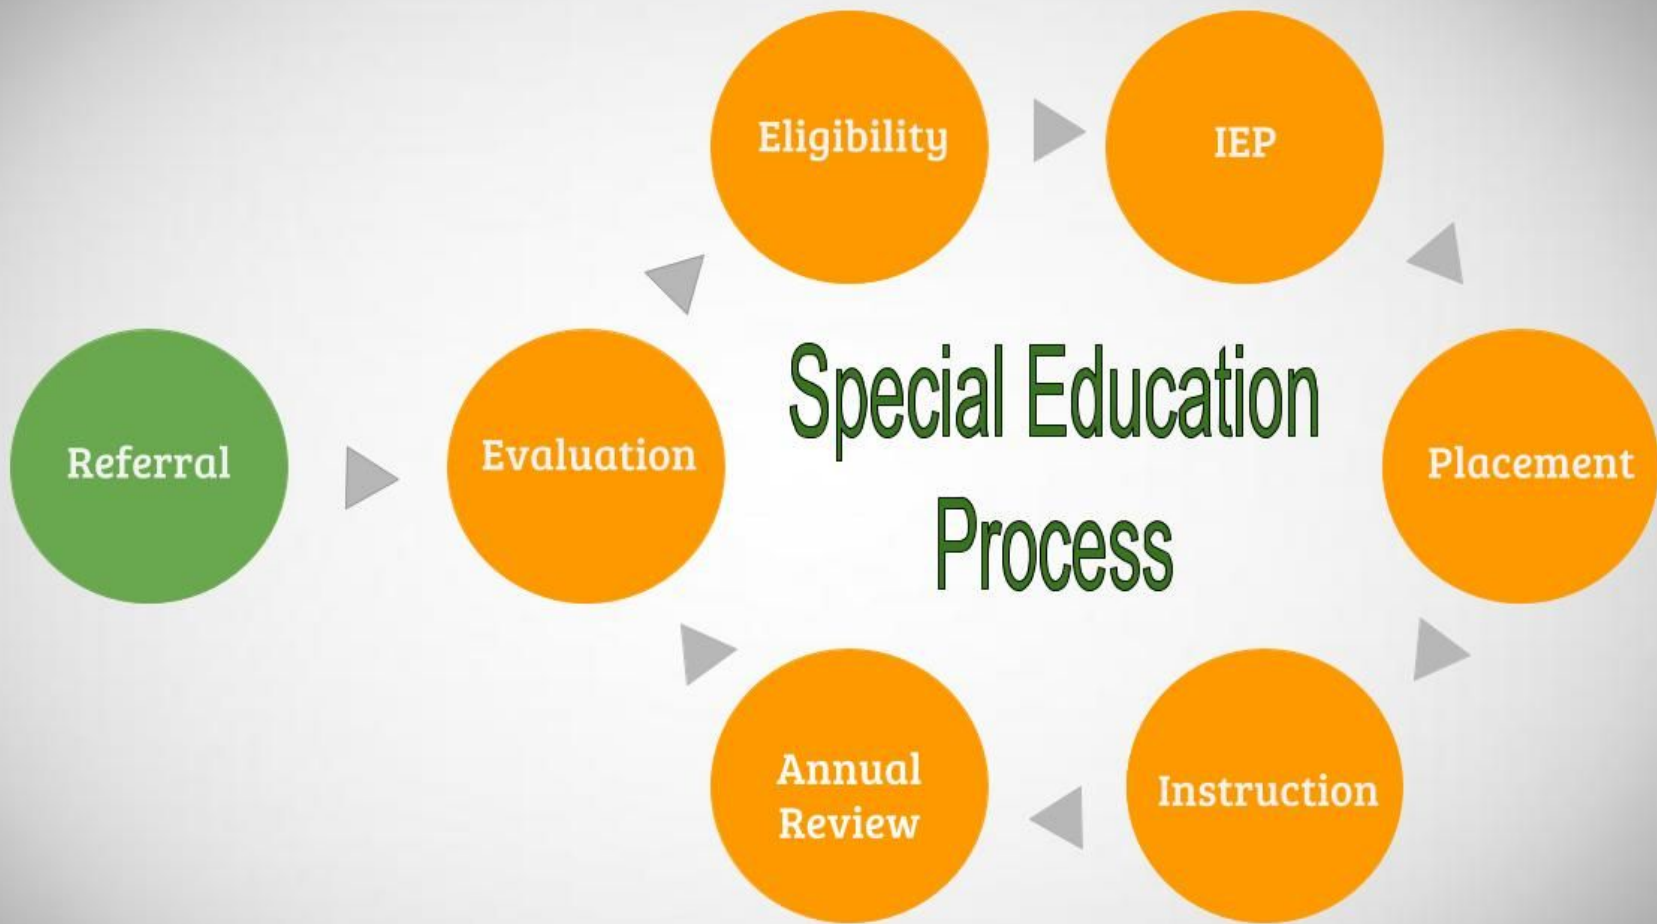 Eligibility
IEP
Referral
Evaluation
Special Education
Process
Placement
Annual
Review
Instruction